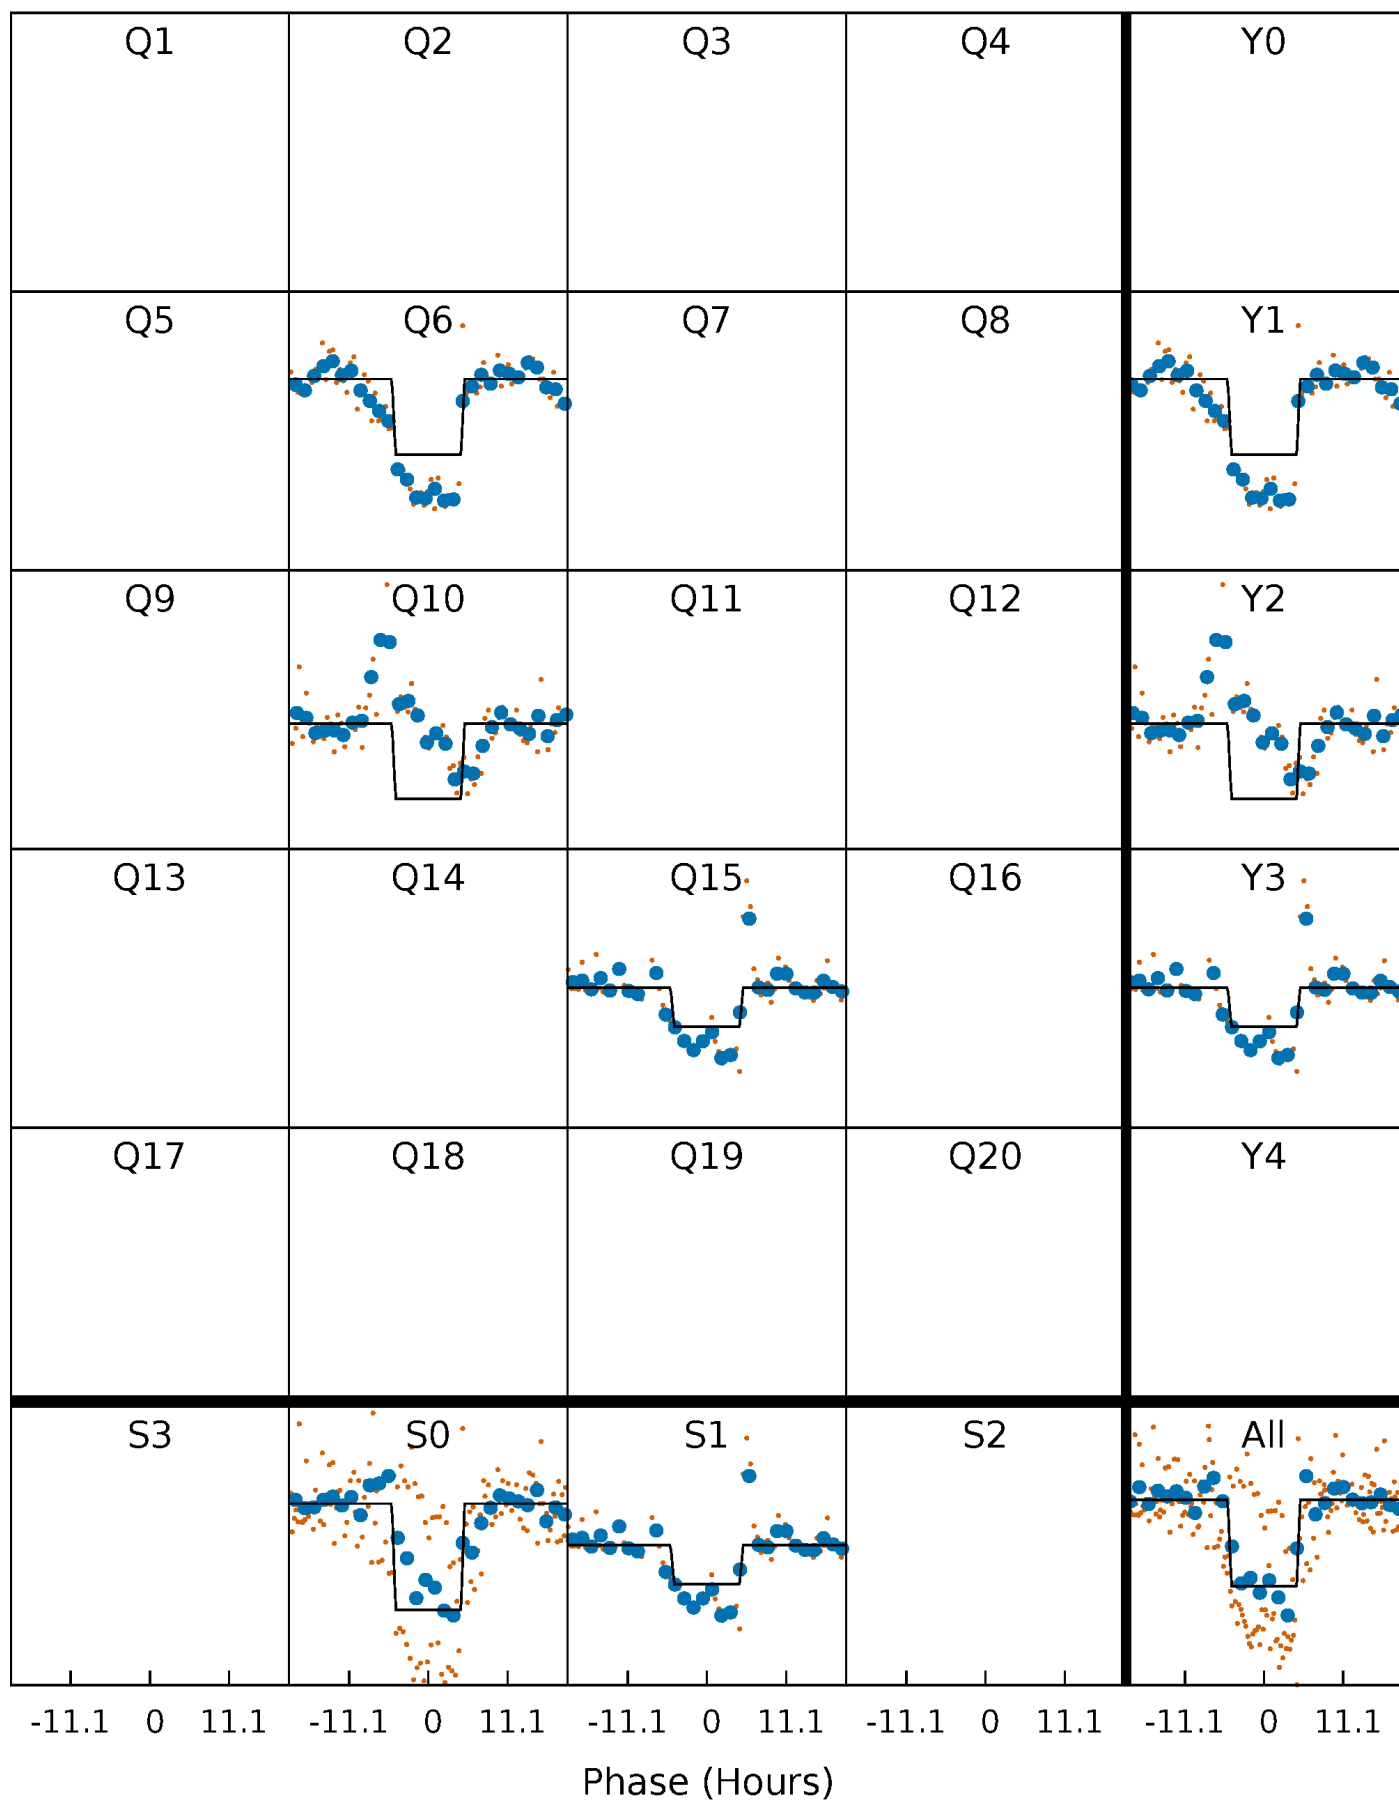 Q1 Q2 Q3 Q4 Y0
Q5 Q6 Q7 Q8 Y1
Q9 Q10 Q11 Q12 Y2
Q13 Q14 Q15 Q16 Y3
Q17 Q18 Q19 Q20 Y4
S3 S0 S1 S2 All
-11.1 0 11.1 -11.1 0 11.1 -11.1 0 11.1 -11.1 0 11.1 -11.1 0 11.1
Phase (Hours)